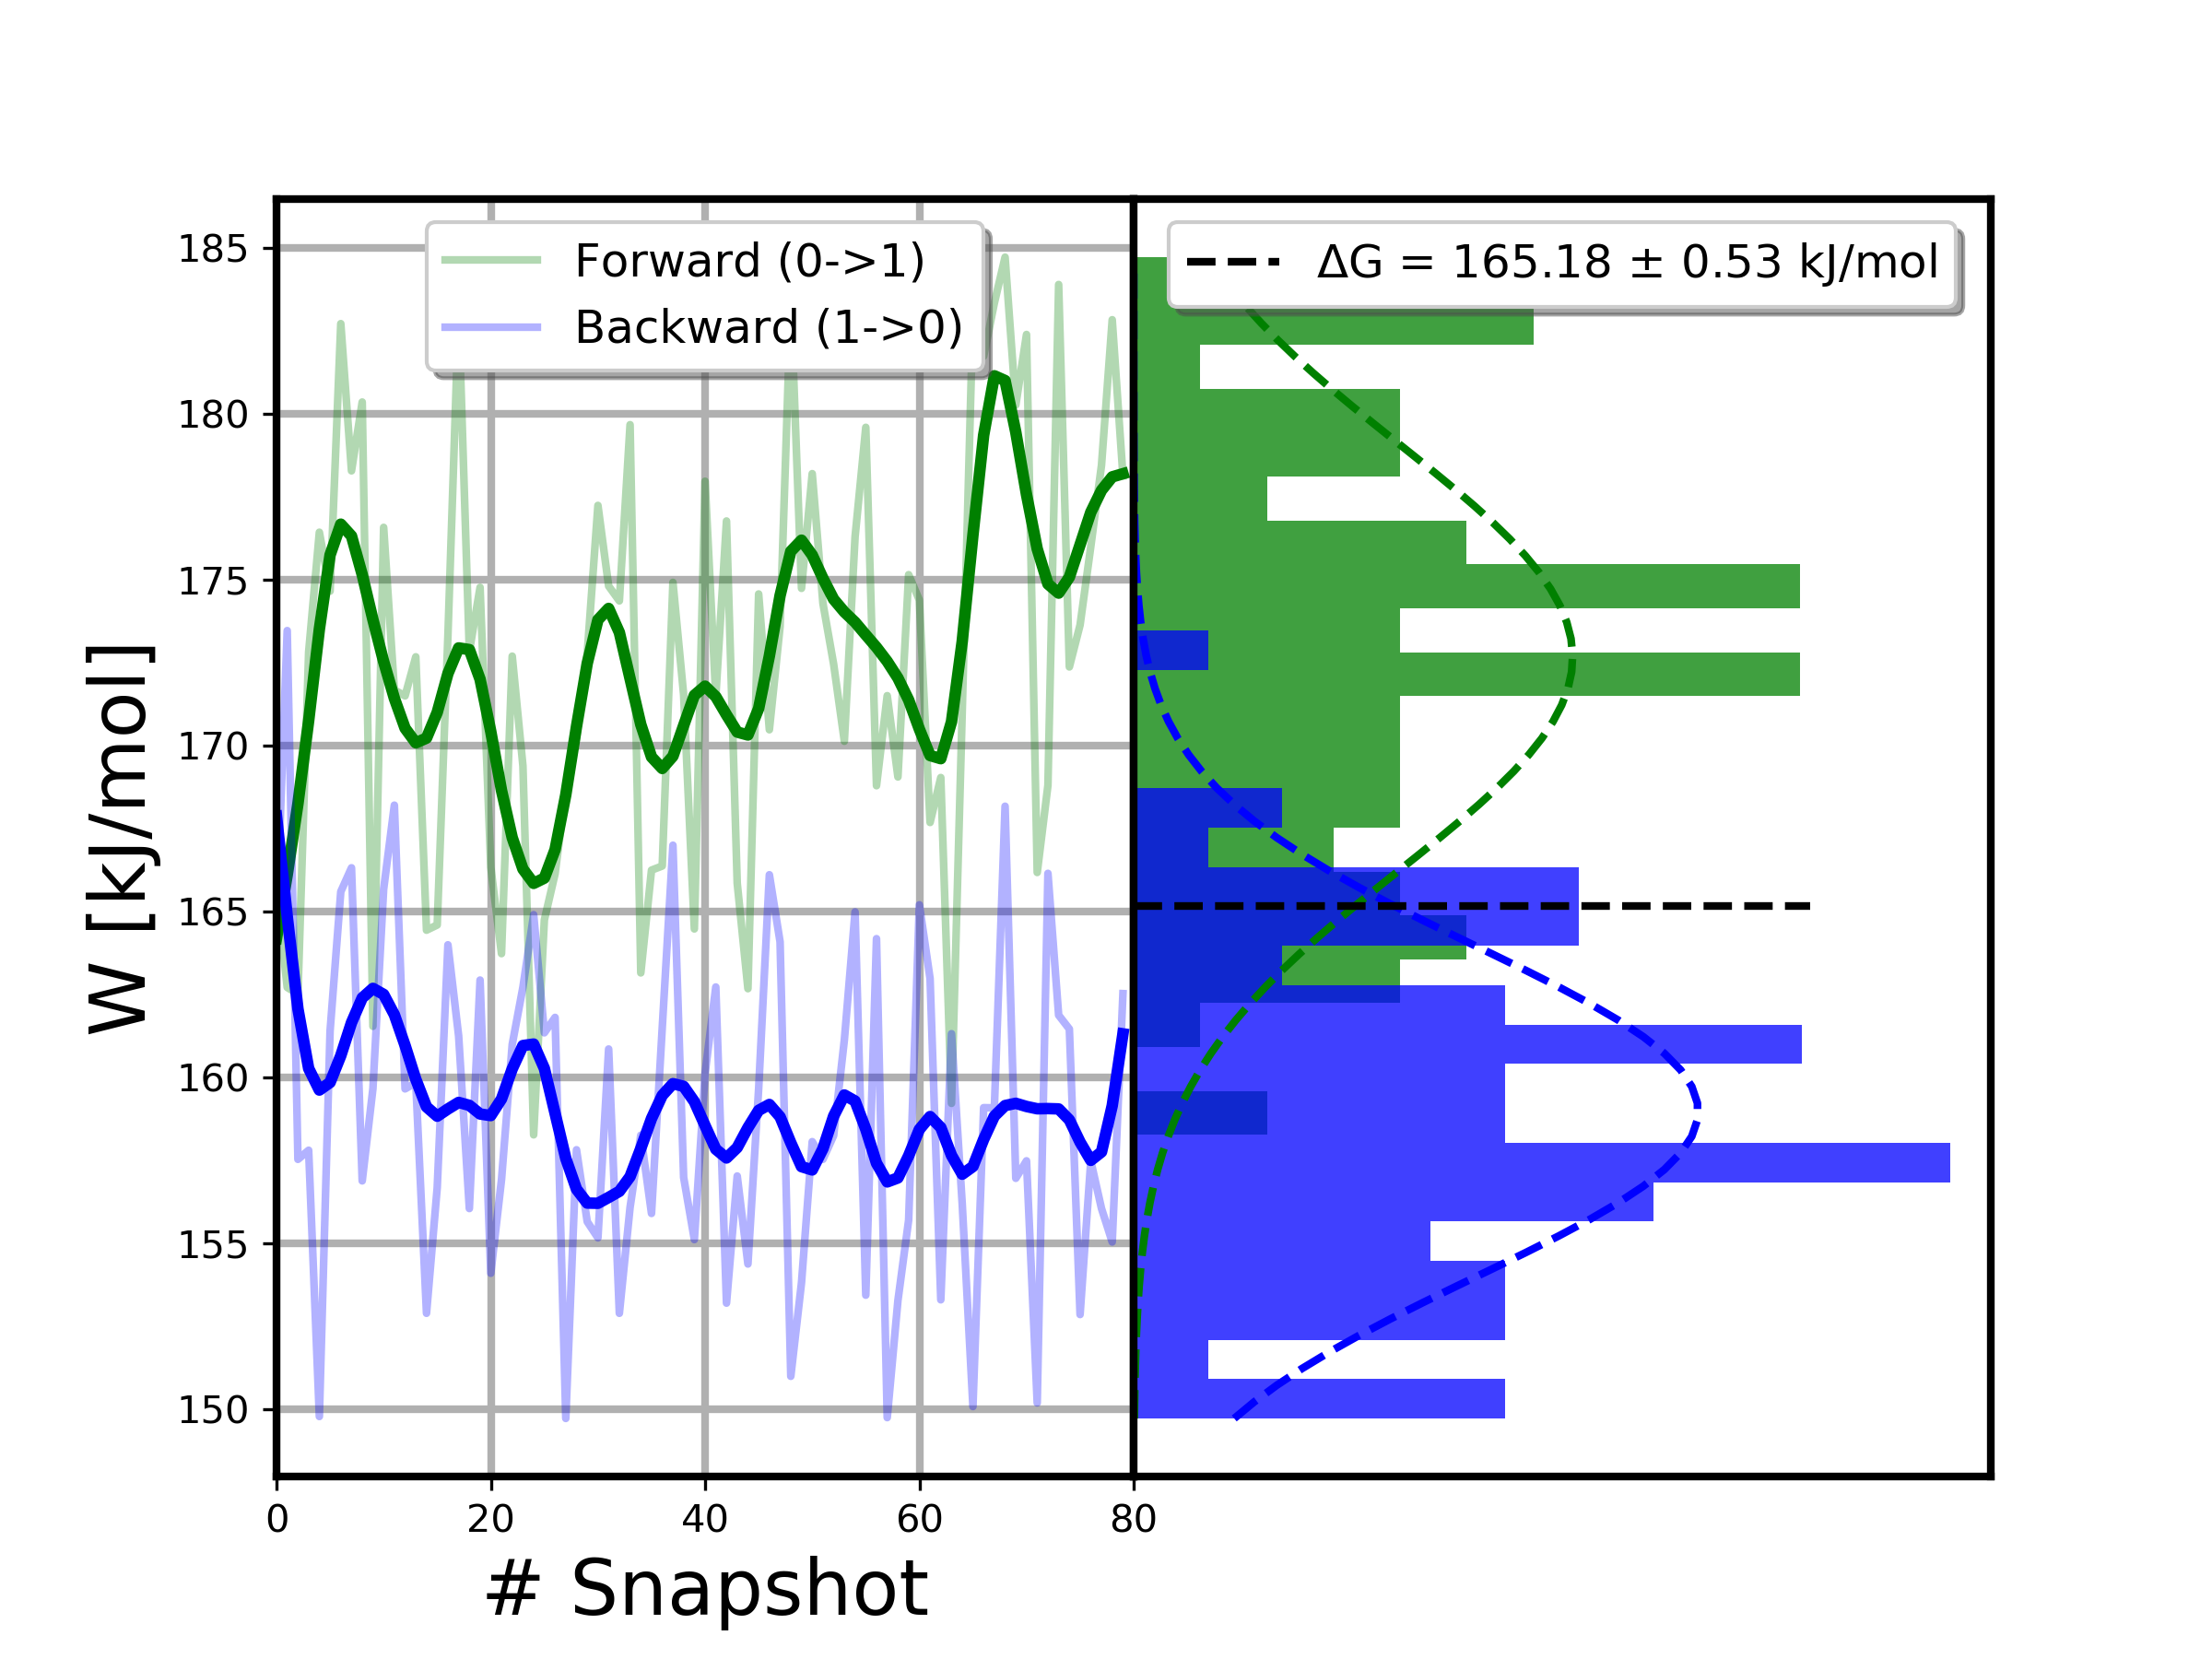 Forward (0->1)
Backward (1->0)
ΔG = 165.18 ± 0.53 kJ/mol
W [kJ/mol]
185
180
175
170
165
160
155
150
0 20 40 60 80
# Snapshot